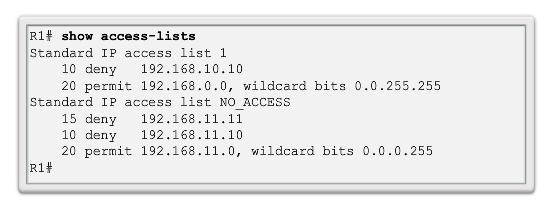 R1# show access-lists
Standard IP access list 1
    10 deny   192.168.10.10
    20 permit 192.168.0.0, wildcard bits 0.0.255.255
Standard IP access list NO_ACCESS
    15 deny   192.168.11.11
    10 deny   192.168.11.10
    20 permit 192.168.11.0, wildcard bits 0.0.0.255
R1#